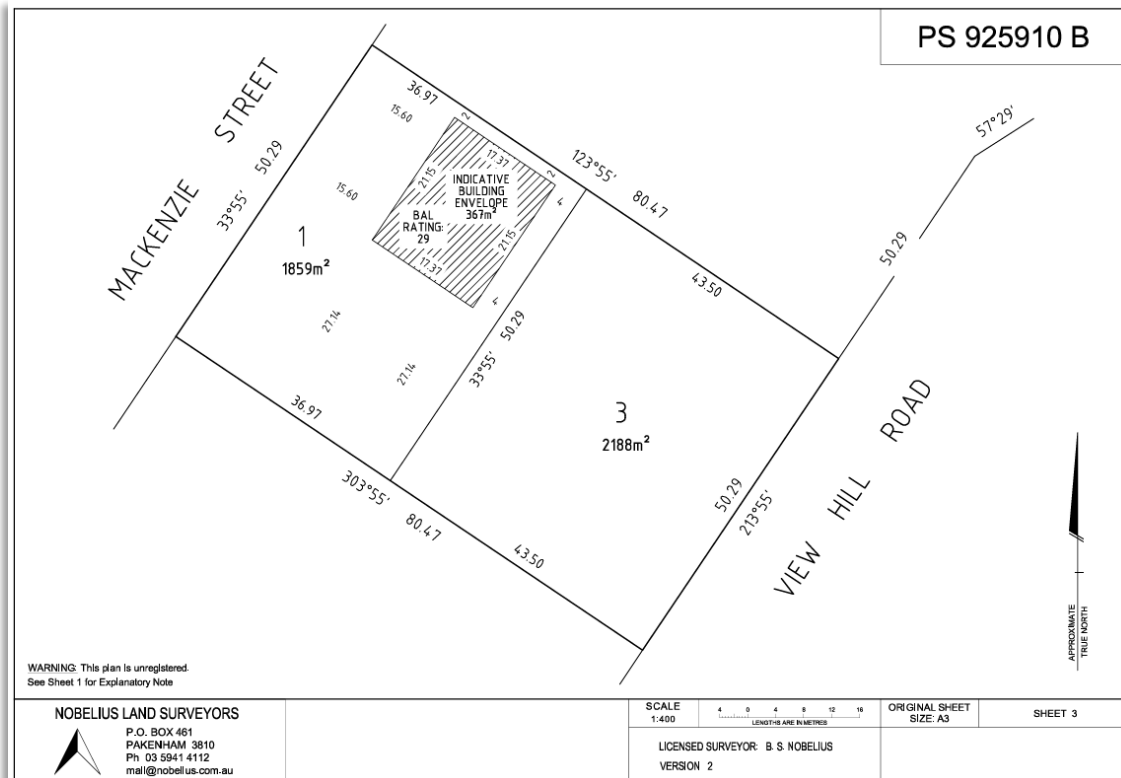 PS 925910 B
MACKENZIE STREET
33°55' 50.29
36.97
15.60
2
17.37
2
123°55' 80.47
57°29'
21.15
INDICATIVE
BUILDING
ENVELOPE
367m²
4
15.60
BAL
RATING:
29
21.15
50.29
1
1859m²
17.37
4
43.50
27.14
33°55' 50.29
27.14
3
2188m²
VIEW HILL ROAD
36.97
303°55' 80.47
50.29
213°55'
43.50
APPROXIMATE
TRUE NORTH
WARNING: This plan is unregistered.
See Sheet 1 for Explanatory Note
NOBELIUS LAND SURVEYORS
P.O. BOX 461
PAKENHAM 3810
Ph 03 5941 4112
mail@nobelius.com.au
SCALE
1:400
4 0 4 8 12 16
LENGTHS ARE IN METRES
ORIGINAL SHEET
SIZE: A3
SHEET 3
LICENSED SURVEYOR: B. S. NOBELIUS
VERSION 2